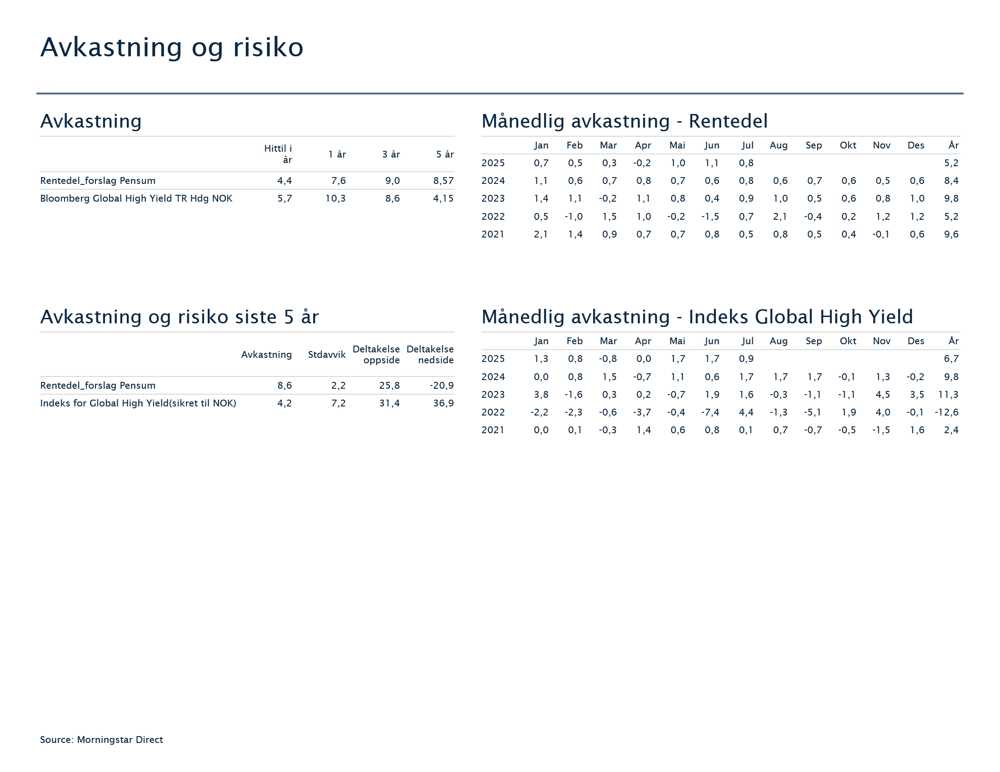 Avkastning og risiko
Avkastning
Hittil i år 1 år 3 år 5 år
Rentedel_forslag Pensum 4,4 7,6 9,0 8,57
Bloomberg Global High Yield TR Hdg NOK 5,7 10,3 8,6 4,15
Månedlig avkastning - Rentedel
Jan Feb Mar Apr Mai Jun Jul Aug Sep Okt Nov Des År
2025 0,7 0,5 0,3 -0,2 1,0 1,1 0,8 5,2
2024 1,1 0,6 0,7 0,8 0,7 0,6 0,8 0,6 0,7 0,6 0,5 0,6 8,4
2023 1,4 1,1 -0,2 1,1 0,8 0,4 0,9 1,0 0,5 0,6 0,8 1,0 9,8
2022 0,5 -1,0 1,5 1,0 -0,2 -1,5 0,7 2,1 -0,4 0,2 1,2 1,2 5,2
2021 2,1 1,4 0,9 0,7 0,7 0,8 0,5 0,8 0,5 0,4 -0,1 0,6 9,6
Avkastning og risiko siste 5 år
Avkastning Stdavvik Deltakelse oppside Deltakelse nedside
Rentedel_forslag Pensum 8,6 2,2 25,8 -20,9
Indeks for Global High Yield(sikret til NOK) 4,2 7,2 31,4 36,9
Månedlig avkastning - Indeks Global High Yield
Jan Feb Mar Apr Mai Jun Jul Aug Sep Okt Nov Des År
2025 1,3 0,8 -0,8 0,0 1,7 1,7 0,9 6,7
2024 0,0 0,8 1,5 -0,7 1,1 0,6 1,7 1,7 1,7 -0,1 1,3 -0,2 9,8
2023 3,8 -1,6 0,3 0,2 -0,7 1,9 1,6 -0,3 -1,1 -1,1 4,5 3,5 11,3
2022 -2,2 -2,3 -0,6 -3,7 -0,4 -7,4 4,4 -1,3 -5,1 1,9 4,0 -0,1 -12,6
2021 0,0 0,1 -0,3 1,4 0,6 0,8 0,1 0,7 -0,7 -0,5 -1,5 1,6 2,4
Source: Morningstar Direct